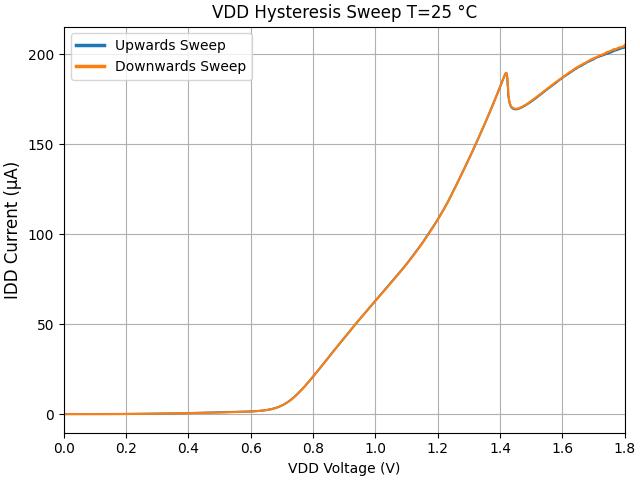 VDD Hysteresis Sweep T=25 °C
Upwards Sweep
Downwards Sweep
IDD Current (μA)
200
150
100
50
0
0.0 0.2 0.4 0.6 0.8 1.0 1.2 1.4 1.6 1.8
VDD Voltage (V)